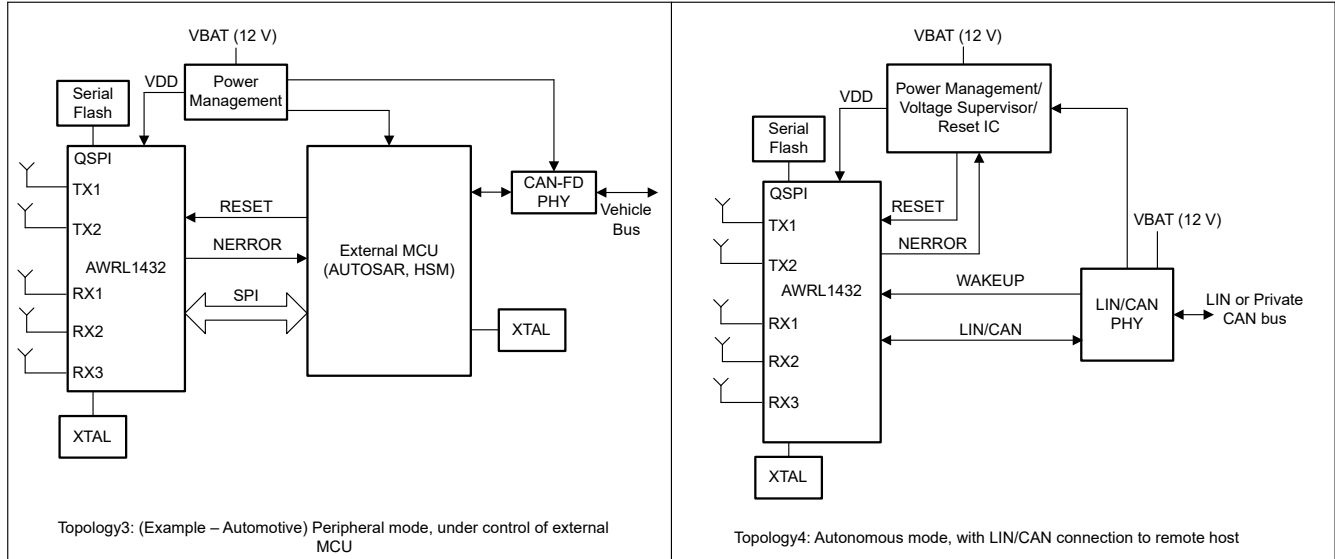 VBAT (12 V)
Power
Management
VDD
Serial
Flash
QSPI
TX1
TX2
AWRL1432
RX1
RX2
RX3
XTAL
RESET
NERROR
SPI
External MCU
(AUTOSAR, HSM)
XTAL
CAN-FD
PHY
Vehicle
Bus
Topology3: (Example – Automotive) Peripheral mode, under control of external
MCU
VBAT (12 V)
Power Management/
Voltage Supervisor/
Reset IC
VDD
Serial
Flash
QSPI
TX1
TX2
AWRL1432
RX1
RX2
RX3
XTAL
RESET
NERROR
WAKEUP
LIN/CAN
VBAT (12 V)
LIN/CAN
PHY
LIN or Private
CAN bus
Topology4: Autonomous mode, with LIN/CAN connection to remote host